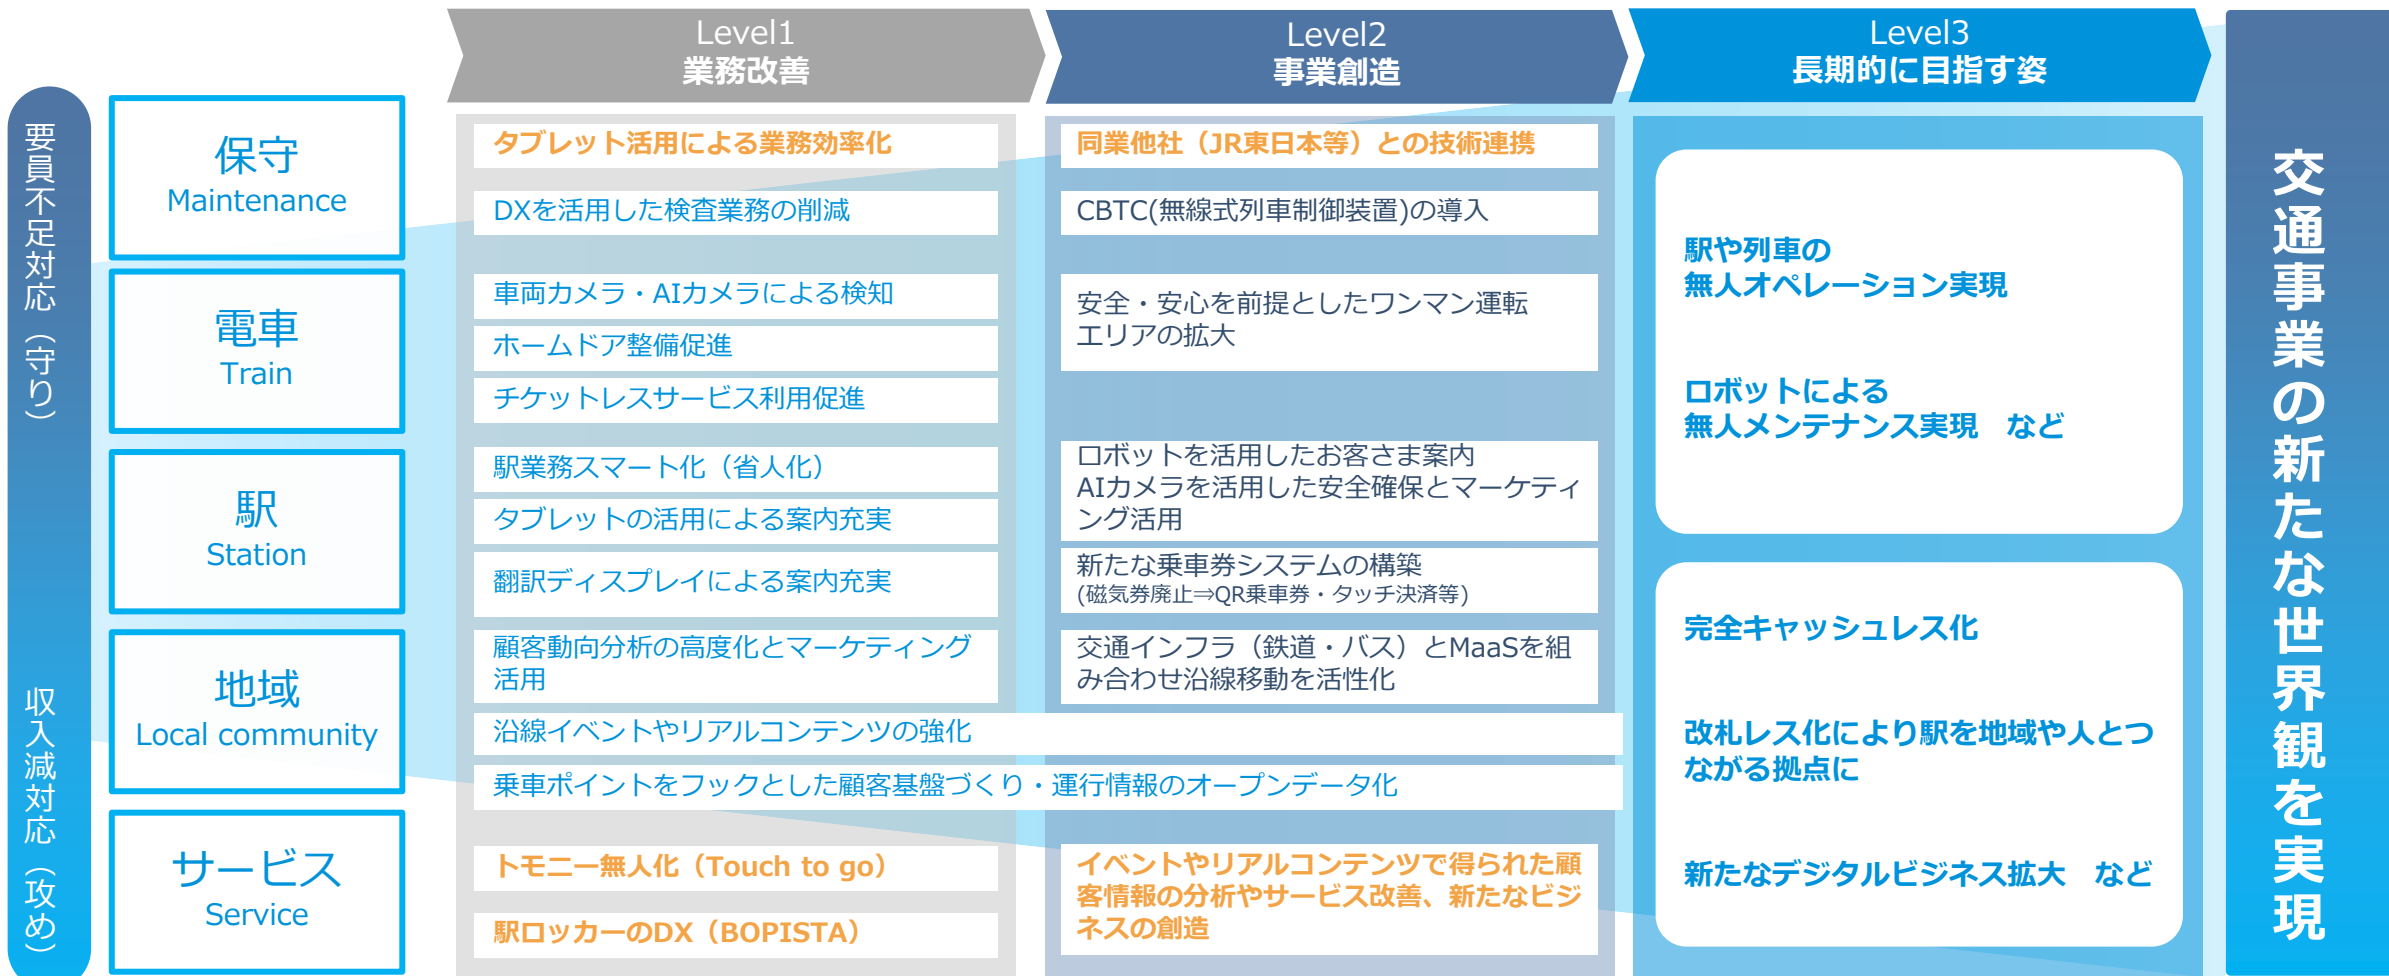 Level1
業務改善
Level2
事業創造
Level3
長期的に目指す姿
要員不足対応（守り）
収入減対応（攻め）
保守
Maintenance
タブレット活用による業務効率化
DXを活用した検査業務の削減
同業他社（JR東日本等）との技術連携
CBTC(無線式列車制御装置)の導入
電車
Train
車両カメラ・AIカメラによる検知
ホームドア整備促進
チケットレスサービス利用促進
安全・安心を前提としたワンマン運転
エリアの拡大
駅
Station
駅業務スマート化（省人化）
タブレットの活用による案内充実
翻訳ディスプレイによる案内充実
ロボットを活用したお客さま案内
AIカメラを活用した安全確保とマーケティ
ング活用
新たな乗車券システムの構築
(磁気券廃止⇒QR乗車券・タッチ決済等)
地域
Local community
顧客動向分析の高度化とマーケティング
活用
交通インフラ（鉄道・バス）とMaaSを組
み合わせ沿線移動を活性化
沿線イベントやリアルコンテンツの強化
乗車ポイントをフックとした顧客基盤づくり・運行情報のオープンデータ化
サービス
Service
トモニー無人化（Touch to go）
駅ロッカーのDX（BOPISTA）
イベントやリアルコンテンツで得られた顧
客情報の分析やサービス改善、新たなビジ
ネスの創造
駅や列車の
無人オペレーション実現
ロボットによる
無人メンテナンス実現　など
完全キャッシュレス化
改札レス化により駅を地域や人とつ
ながる拠点に
新たなデジタルビジネス拡大　など
交通事業の新たな世界観を実現